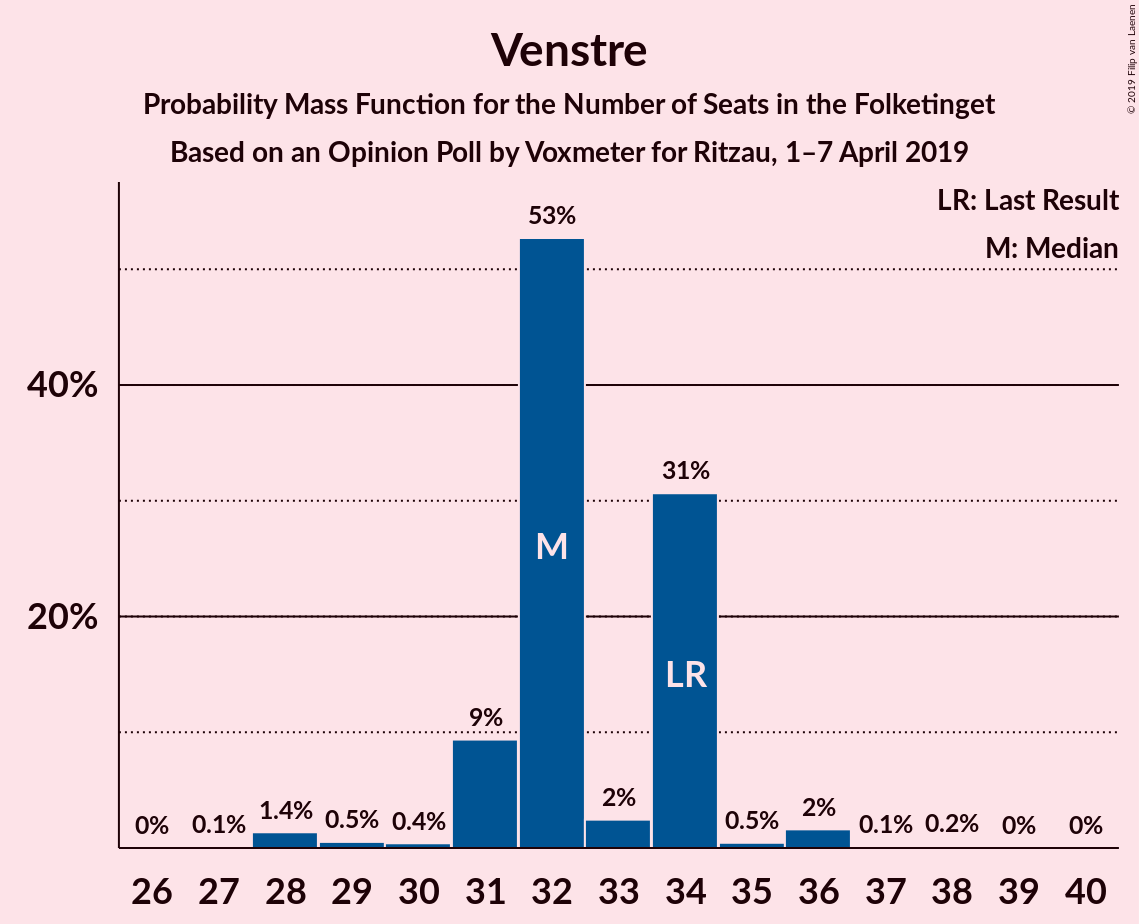 © 2019 Filip van Laenen
Venstre
Probability Mass Function for the Number of Seats in the Folketinget
Based on an Opinion Poll by Voxmeter for Ritzau, 1–7 April 2019
LR: Last Result
M: Median
40%
20%
0%
0.1%
1.4%
0.5%
0.4%
9%
53%
2%
31%
0.5%
2%
0.1%
0.2%
0%
0%
M
LR
26 27 28 29 30 31 32 33 34 35 36 37 38 39 40